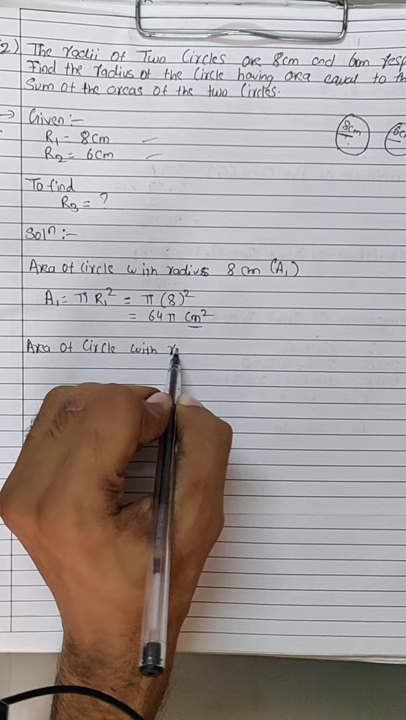 2) The radii of Two Circles are 8cm and 6cm resp
Find the radius of the Circle having area equal to th
Sum of the areas of the two Circles.
→ Given :-
R₁ = 8cm
R₂ = 6cm
8cm
6c
To find
R₃ = ?
Solⁿ :-
Area of Circle with radius 8 cm (A₁)
A₁ = π R₁² = π (8)²
= 64 π cm²
Area of Circle with r